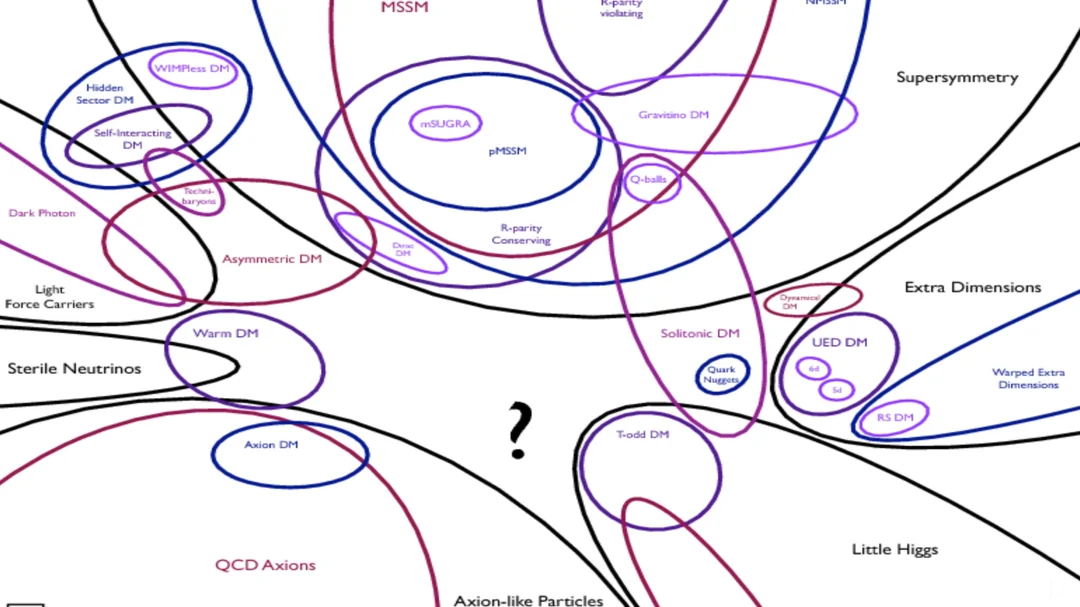 MSSM
R-parity
violating
NMSSM
WIMPless DM
Hidden
Sector DM
Supersymmetry
mSUGRA
Gravitino DM
Self-Interacting
DM
pMSSM
Techni-
baryons
Q-balls
Dark Photon
R-parity
Conserving
Dirac
DM
Asymmetric DM
Light
Force Carriers
Extra Dimensions
Dynamical
DM
Warm DM
Solitonic DM
UED DM
Sterile Neutrinos
Quark
Nuggets
6d
5d
Warped Extra
Dimensions
RS DM
?
T-odd DM
Axion DM
Little Higgs
QCD Axions
Axion-like Particles